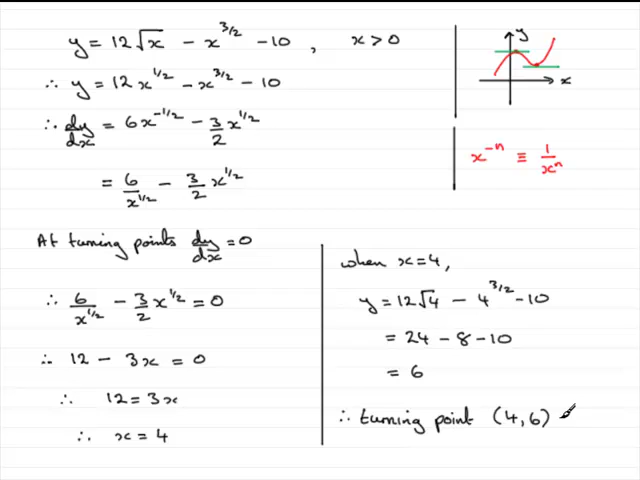 y = 12√x - x^{3/2} - 10 , x > 0
∴ y = 12x^{1/2} - x^{3/2} - 10
∴ dy/dx = 6x^{-1/2} - 3/2 x^{1/2}
= 6/x^{1/2} - 3/2 x^{1/2}
At turning points dy/dx = 0
∴ 6/x^{1/2} - 3/2 x^{1/2} = 0
∴ 12 - 3x = 0
∴ 12 = 3x
∴ x = 4
y
x
x^{-n} ≡ 1/x^n
when x = 4,
y = 12√4 - 4^{3/2} - 10
= 24 - 8 - 10
= 6
∴ turning point (4, 6)